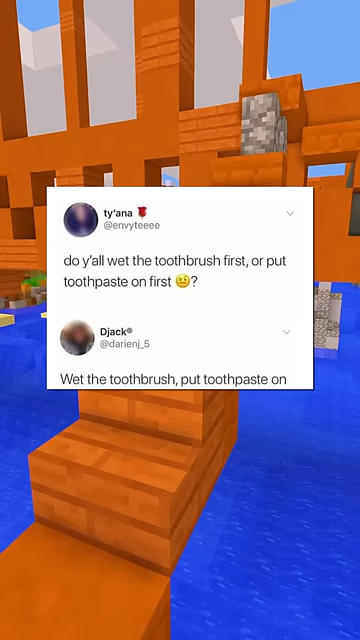 ty'ana 🌹
@envyteeee
do y'all wet the toothbrush first, or put
toothpaste on first 😐?
Djack®
@darienj_5
Wet the toothbrush, put toothpaste on